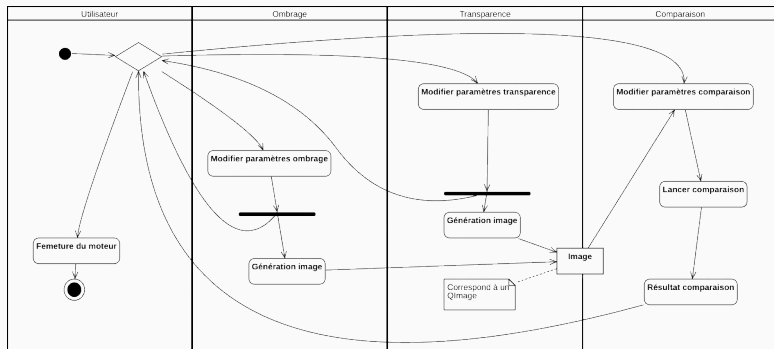 Utilisateur
Ombrage
Transparence
Comparaison
Modifier paramètres transparence
Modifier paramètres comparaison
Modifier paramètres ombrage
Lancer comparaison
Génération image
Femeture du moteur
Image
Génération image
Correspond à un
QImage
Résultat comparaison